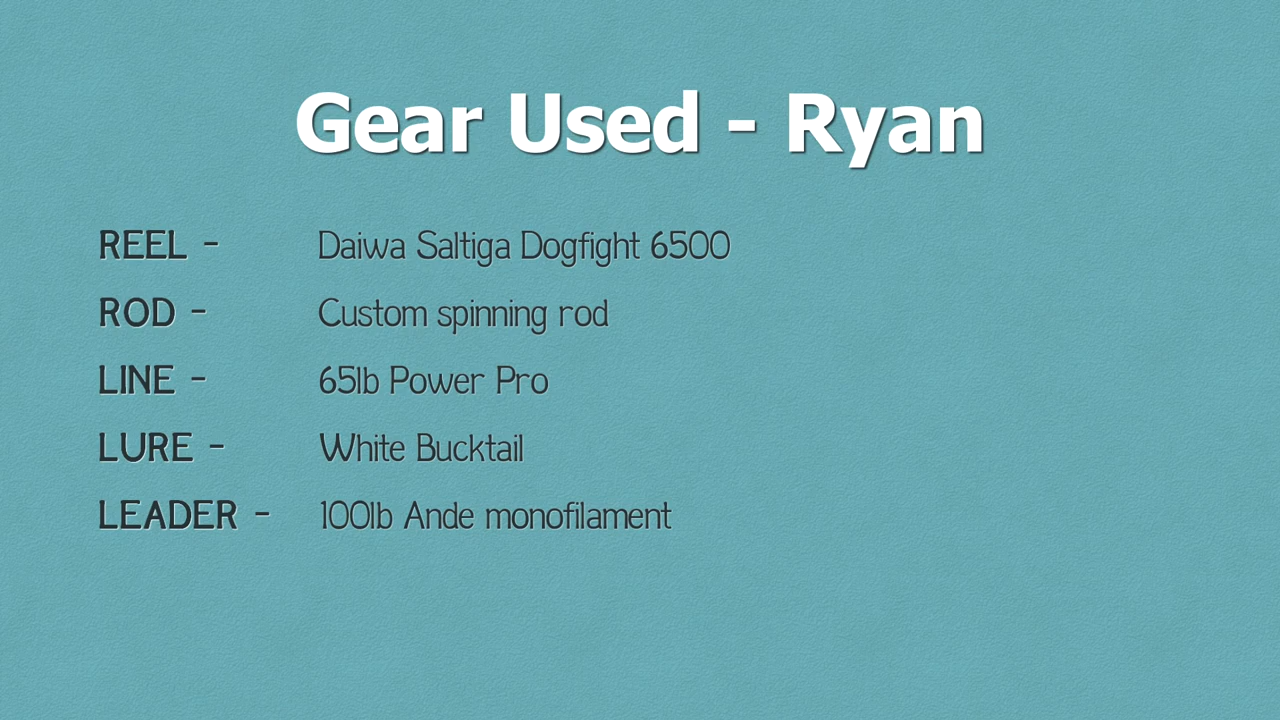 Gear Used - Ryan
REEL - Daiwa Saltiga Dogfight 6500
ROD - Custom spinning rod
LINE - 65lb Power Pro
LURE - White Bucktail
LEADER - 100lb Ande monofilament